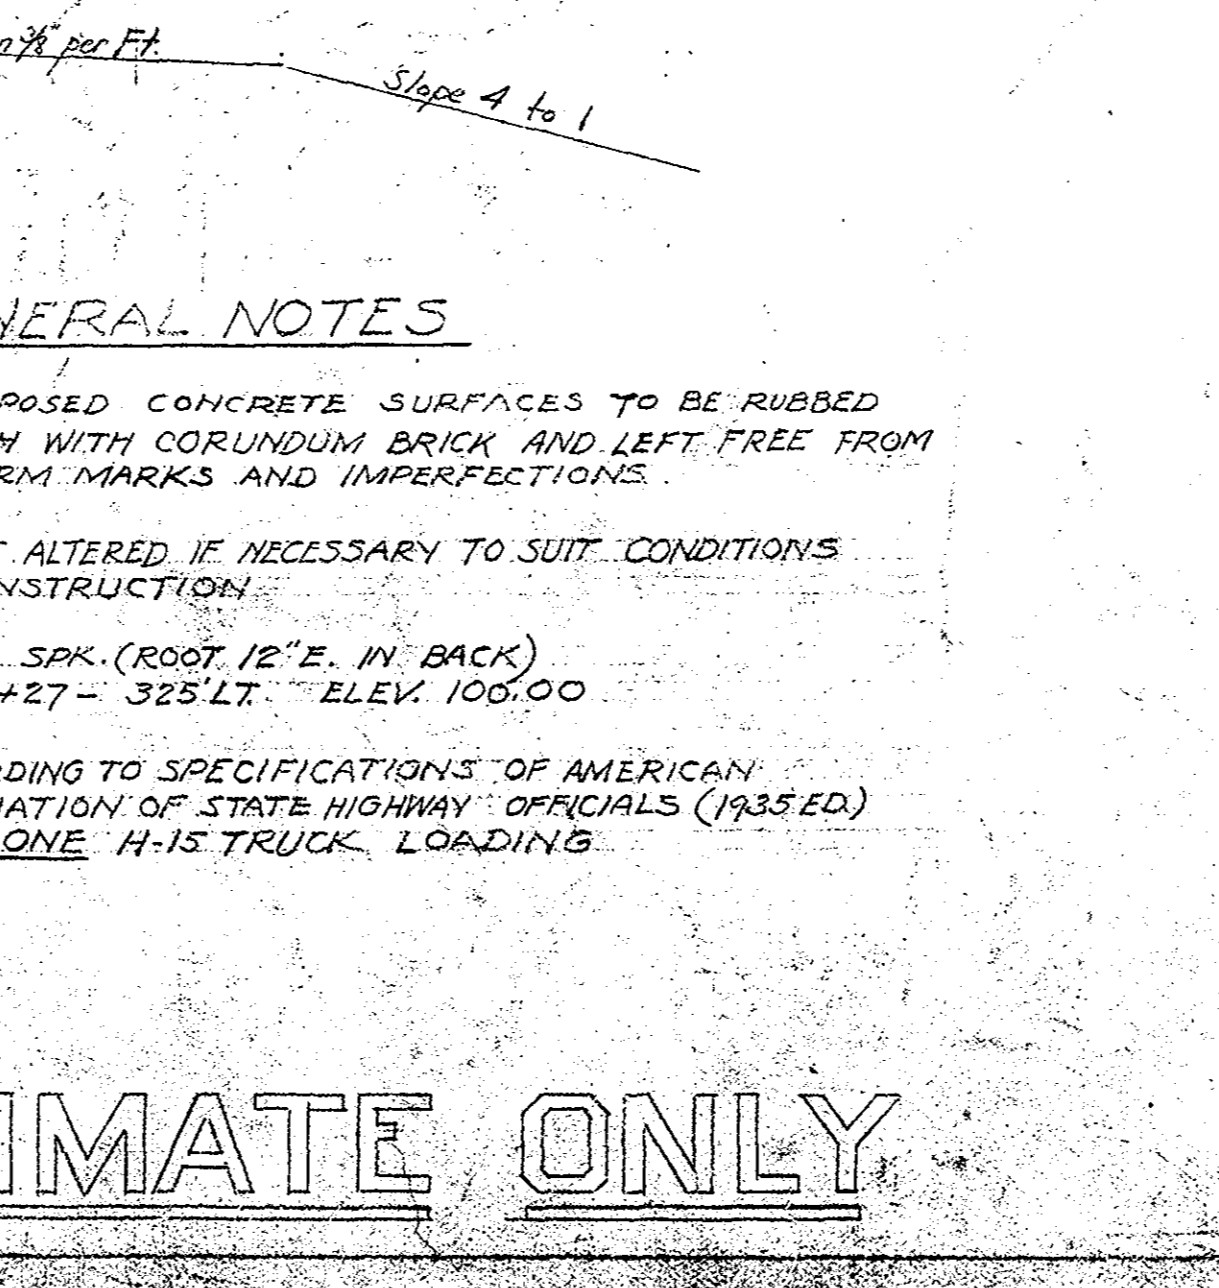 3/8" per Ft.
Slope 4 to 1
NERAL NOTES
POSED CONCRETE SURFACES TO BE RUBBED
H WITH CORUNDUM BRICK AND LEFT FREE FROM
RM MARKS AND IMPERFECTIONS.
ALTERED IF NECESSARY TO SUIT CONDITIONS
NSTRUCTION
SPK. (ROOT 12" E. IN BACK)
+27 - 325' LT. ELEV. 100.00
DING TO SPECIFICATIONS OF AMERICAN
IATION OF STATE HIGHWAY OFFICIALS (1935 ED.)
ONE H-15 TRUCK LOADING
IMATE ONLY